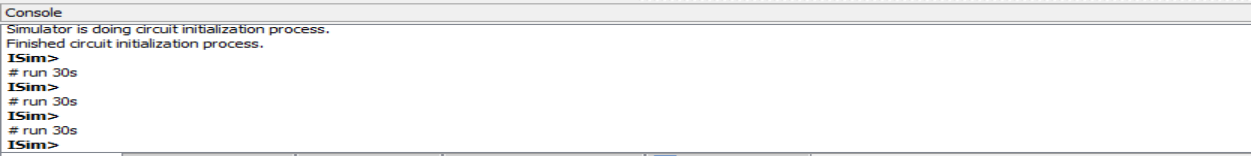 Console
Simulator is doing circuit initialization process.
Finished circuit initialization process.
ISim>
# run 30s
ISim>
# run 30s
ISim>
# run 30s
ISim>